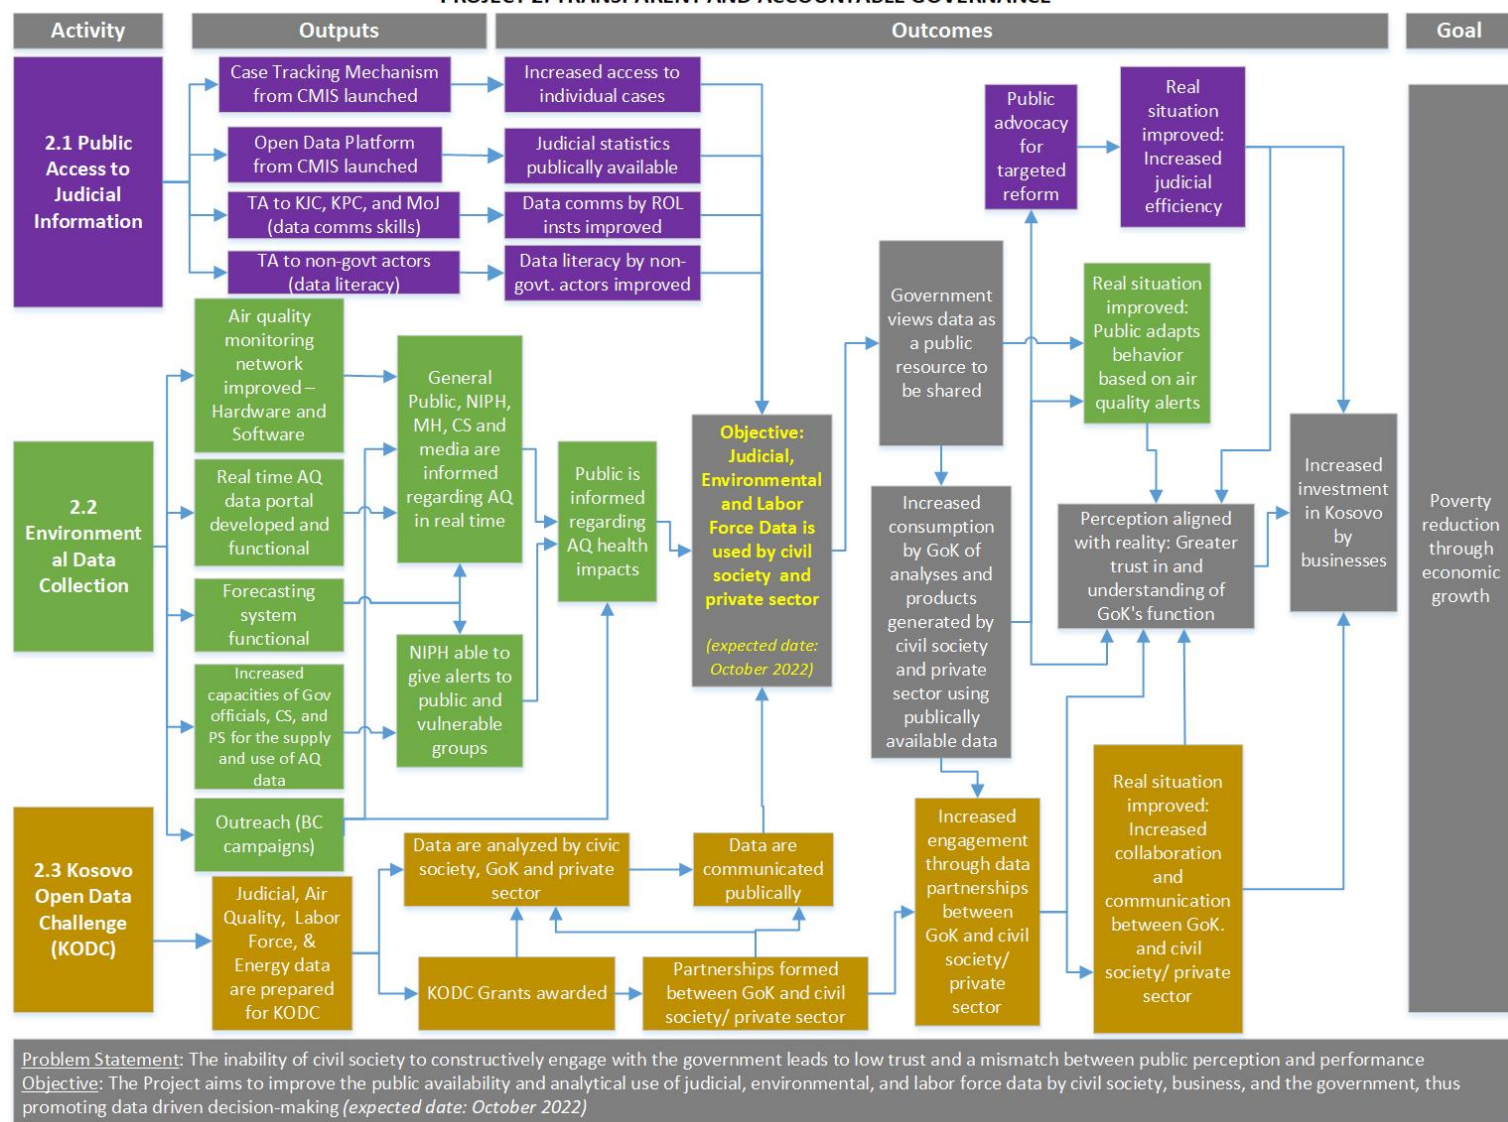 PROJECT 2: TRANSPARENT AND ACCOUNTABLE GOVERNANCE
Activity
Outputs
Outcomes
Goal
2.1 Public
Access to
Judicial
Information
Case Tracking Mechanism
from CMIS launched
Increased access to
individual cases
Open Data Platform
from CMIS launched
Judicial statistics
publically available
TA to KJC, KPC, and MoJ
(data comms skills)
Data comms by ROL
insts improved
TA to non-govt actors
(data literacy)
Data literacy by non-
govt. actors improved
Public
advocacy
for
targeted
reform
Real
situation
improved:
Increased
judicial
efficiency
2.2
Environment
al Data
Collection
Air quality
monitoring
network
improved –
Hardware and
Software
Real time AQ
data portal
developed and
functional
Forecasting
system
functional
Increased
capacities of Gov
officials, CS, and
PS for the supply
and use of AQ
data
Outreach (BC
campaigns)
General
Public, NIPH,
MH, CS and
media are
informed
regarding AQ
in real time
NIPH able to
give alerts to
public and
vulnerable
groups
Public is
informed
regarding
AQ health
impacts
Objective:
Judicial,
Environmental
and Labor
Force Data is
used by civil
society and
private sector
(expected date:
October 2022)
Government
views data as
a public
resource to
be shared
Increased
consumption
by GoK of
analyses and
products
generated by
civil society
and private
sector using
publically
available data
Real situation
improved:
Public adapts
behavior
based on air
quality alerts
Perception aligned
with reality: Greater
trust in and
understanding of
GoK's function
Increased
investment
in Kosovo
by
businesses
Poverty
reduction
through
economic
growth
2.3 Kosovo
Open Data
Challenge
(KODC)
Judicial, Air
Quality, Labor
Force, &
Energy data
are prepared
for KODC
Data are analyzed by civic
society, GoK and private
sector
KODC Grants awarded
Data are
communicated
publically
Partnerships formed
between GoK and civil
society/ private sector
Increased
engagement
through data
partnerships
between
GoK and civil
society/
private
sector
Real situation
improved:
Increased
collaboration
and
communication
between GoK.
and civil
society/ private
sector
Problem Statement: The inability of civil society to constructively engage with the government leads to low trust and a mismatch between public perception and performance
Objective: The Project aims to improve the public availability and analytical use of judicial, environmental, and labor force data by civil society, business, and the government, thus
promoting data driven decision-making (expected date: October 2022)